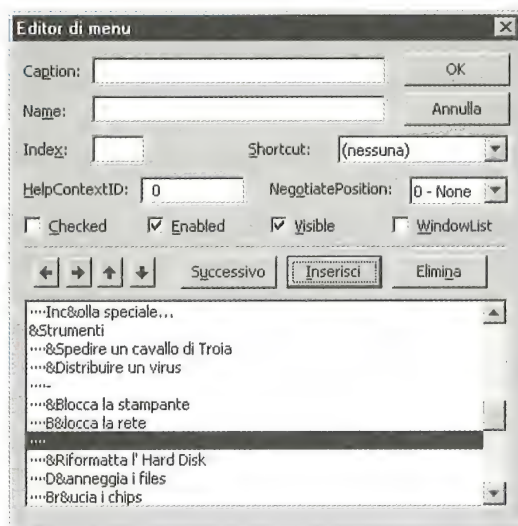 Editor di menu
Caption: OK
Name: Annulla
Index: Shortcut: (nessuna)
HelpContextID: 0 NegotiatePosition: 0 - None
Checked Enabled Visible WindowList
Successivo Inserisci Elimina
····Inc&olla speciale...
&Strumenti
····&Spedire un cavallo di Troia
····&Distribuire un virus
····-
····&Blocca la stampante
····B&locca la rete
····
····&Riformatta l' Hard Disk
····D&anneggia i files
····Br&ucia i chips